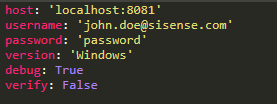 host: 'localhost:8081'
username: 'john.doe@sisense.com'
password: 'password'
version: 'Windows'
debug: True
verify: False